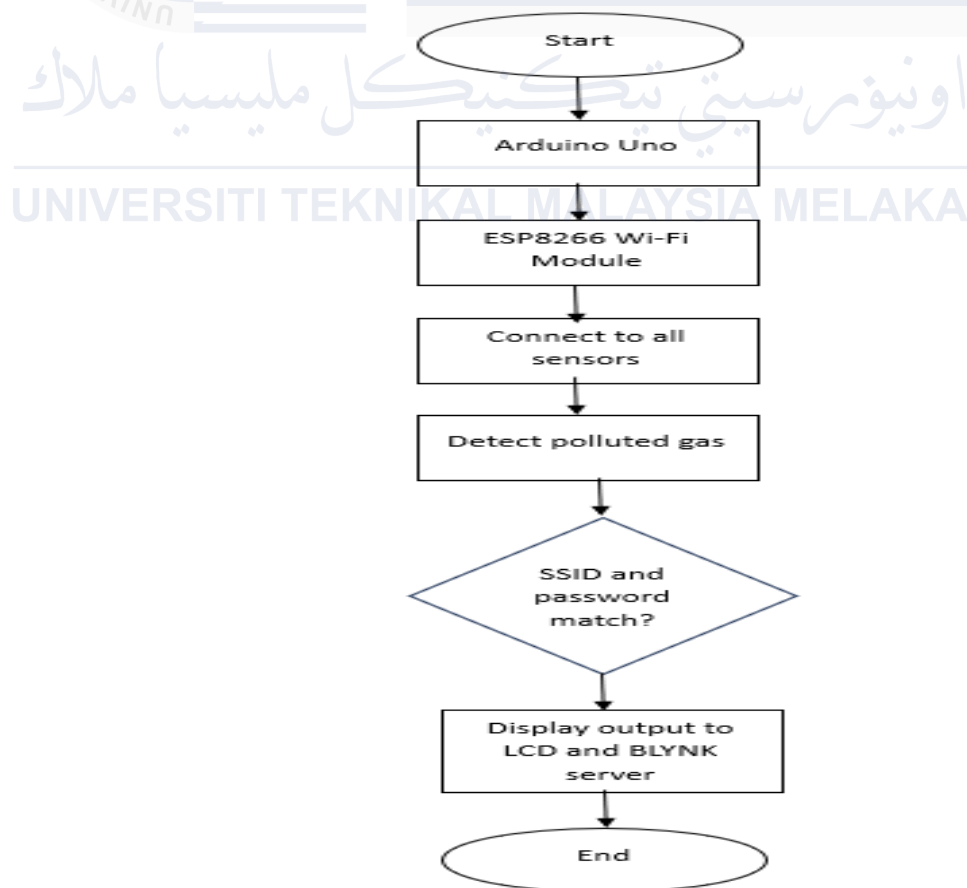 Start
اونيۏرسيتي تيكنيكل مليسيا ملاك
Arduino Uno
UNIVERSITI TEKNIKAL MALAYSIA MELAKA
ESP8266 Wi-Fi
Module
Connect to all
sensors
Detect polluted gas
SSID and
password
match?
Display output to
LCD and BLYNK
server
End